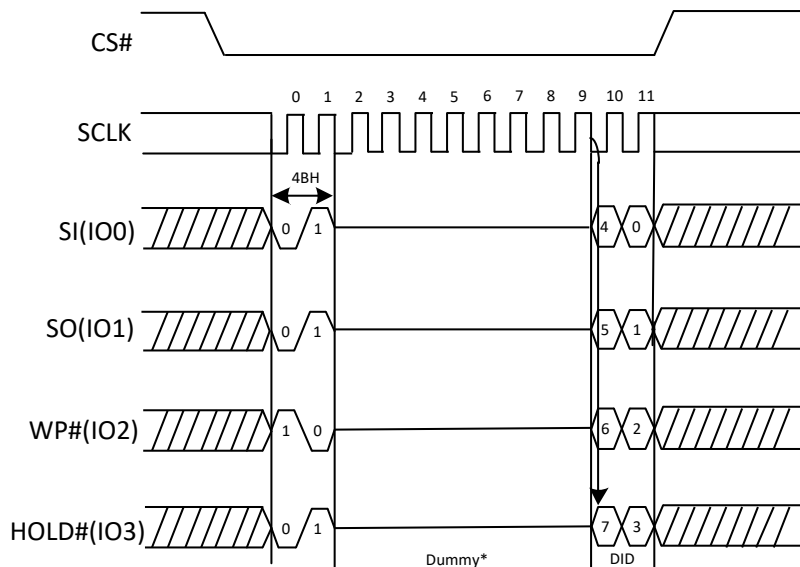 CS#
0 1 2 3 4 5 6 7 8 9 10 11
SCLK
4BH
SI(IO0) 0 1 4 0
SO(IO1) 0 1 5 1
WP#(IO2) 1 0 6 2
HOLD#(IO3) 0 1 7 3
Dummy* DID